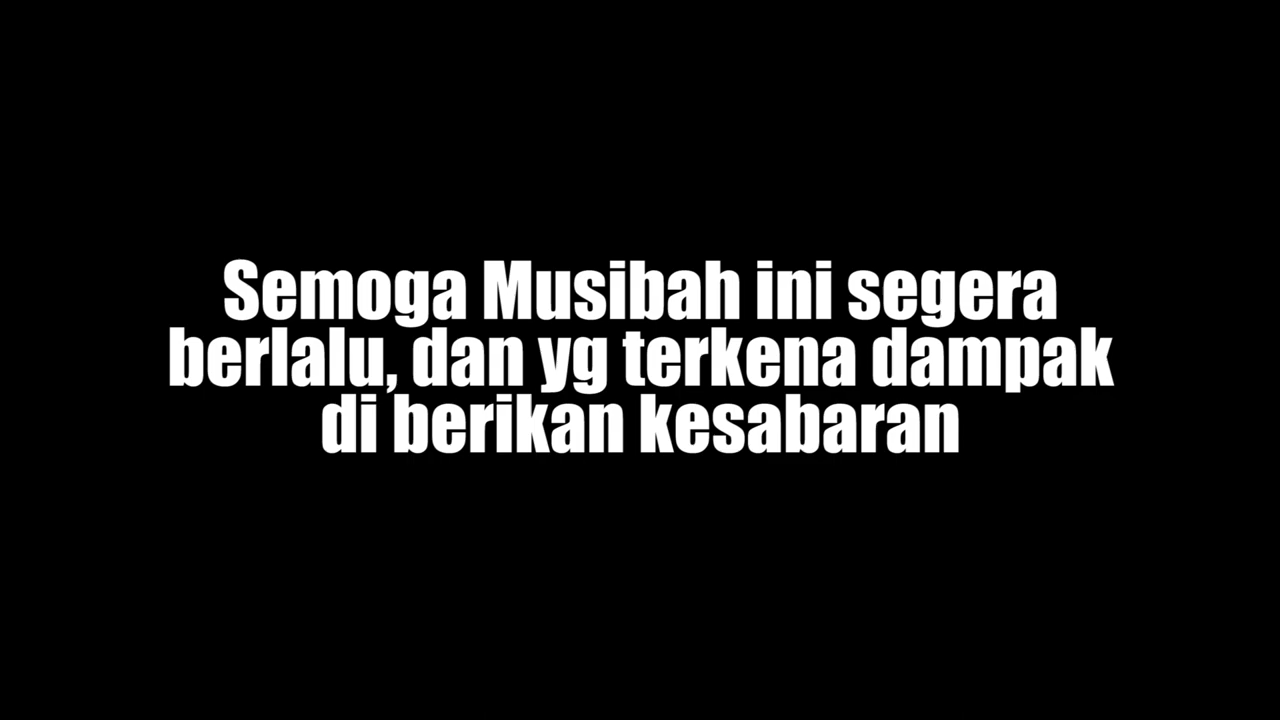 Semoga Musibah ini segera
berlalu, dan yg terkena dampak
di berikan kesabaran